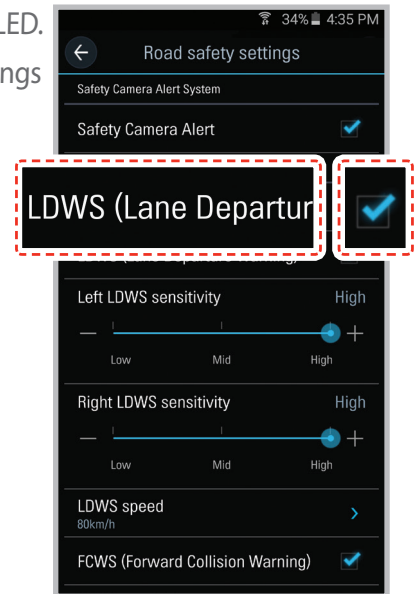 LED.
ngs
34% 4:35 PM
Road safety settings
Safety Camera Alert System
Safety Camera Alert
LDWS (Lane Departur
Left LDWS sensitivity High
Low Mid High
Right LDWS sensitivity High
Low Mid High
LDWS speed
80km/h
FCWS (Forward Collision Warning)